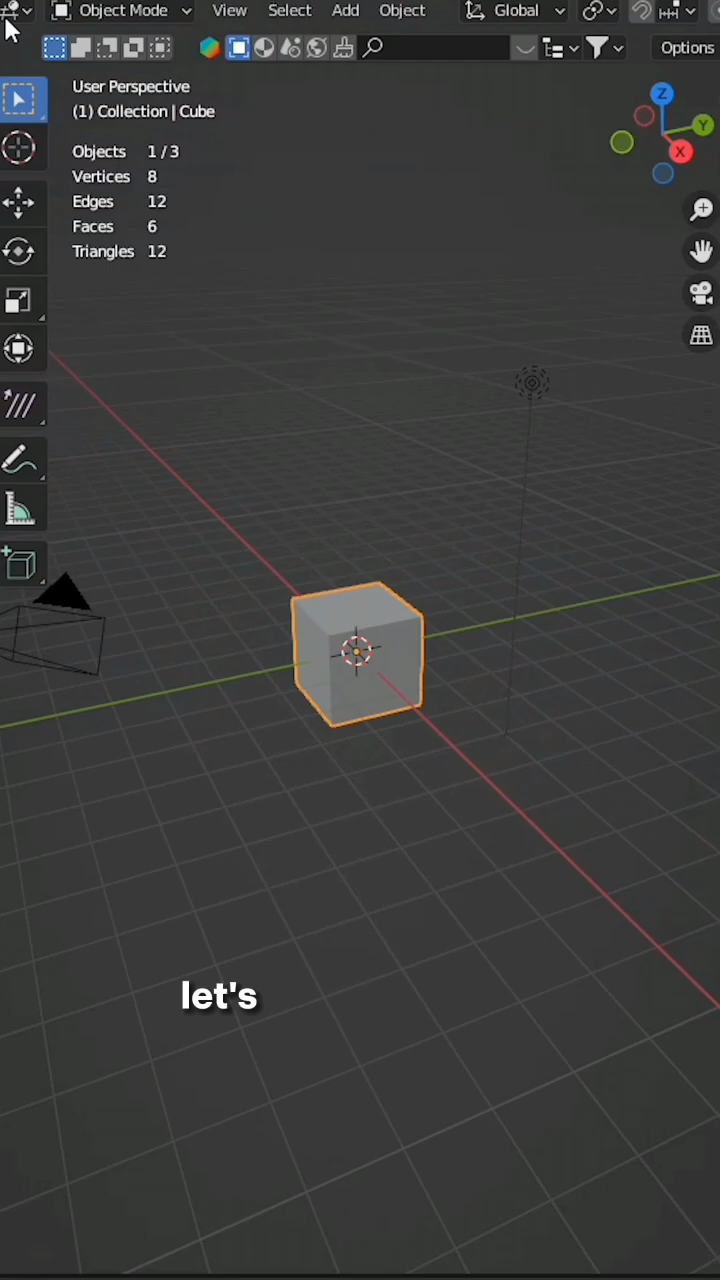 Object Mode View Select Add Object Global
Options
User Perspective
(1) Collection | Cube
Objects 1 / 3
Vertices 8
Edges 12
Faces 6
Triangles 12
Z
Y
X
let's